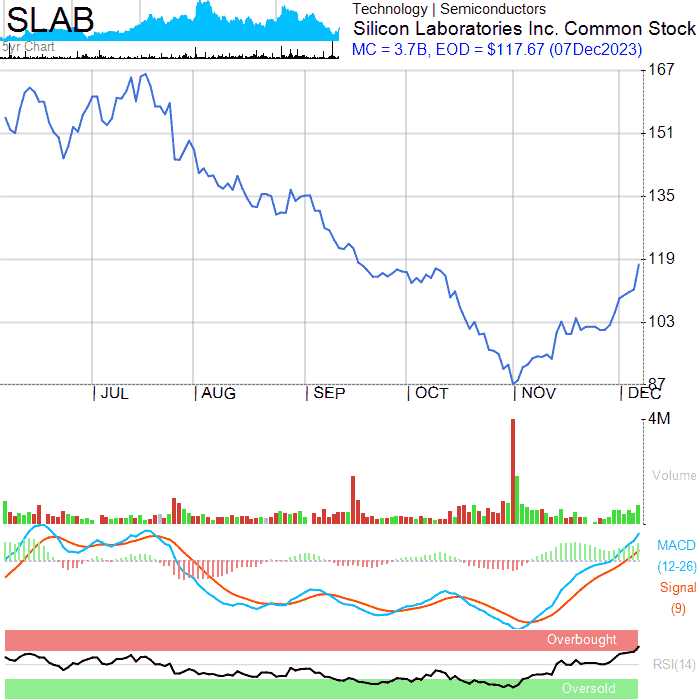 SLAB
5yr Chart
Technology | Semiconductors
Silicon Laboratories Inc. Common Stock
MC = 3.7B, EOD = $117.67 (07Dec2023)
167
151
135
119
103
87
JUL AUG SEP OCT NOV DEC
4M
Volume
MACD
(12-26)
Signal
(9)
Overbought
RSI(14)
Oversold